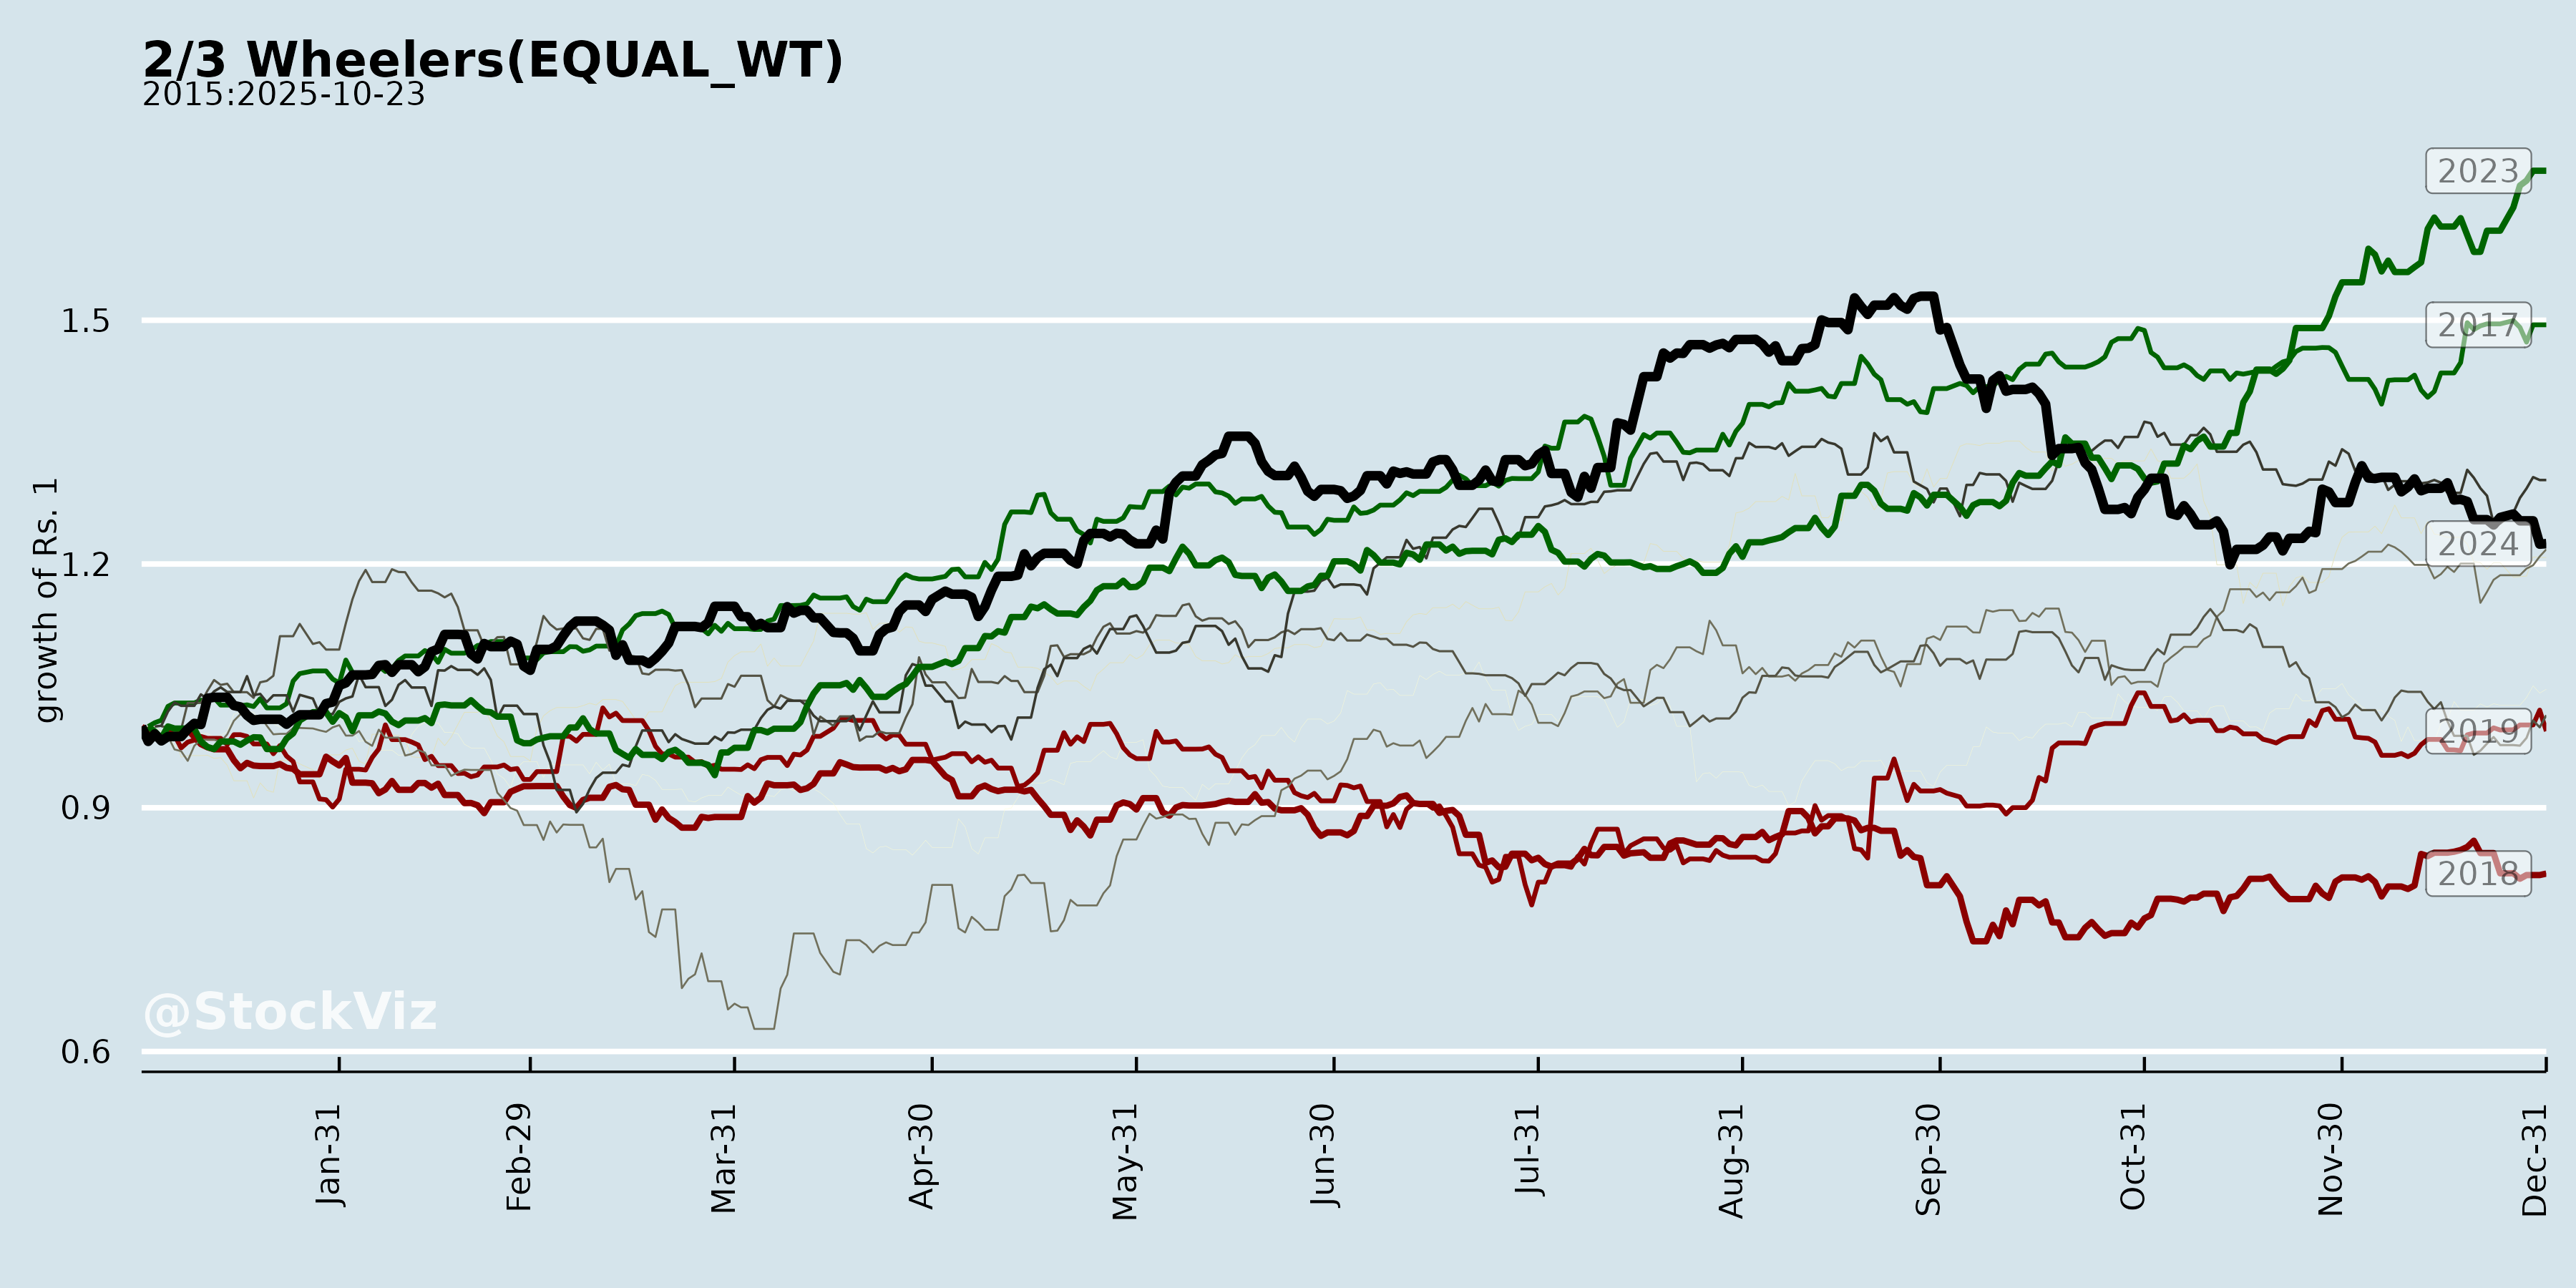 2/3 Wheelers(EQUAL_WT)
2015:2025-10-23
2023
1.5
2017
growth of Rs. 1
1.2
2024
2019
0.9
2018
@StockViz
0.6
Jan-31
Feb-29
Mar-31
Apr-30
May-31
Jun-30
Jul-31
Aug-31
Sep-30
Oct-31
Nov-30
Dec-31